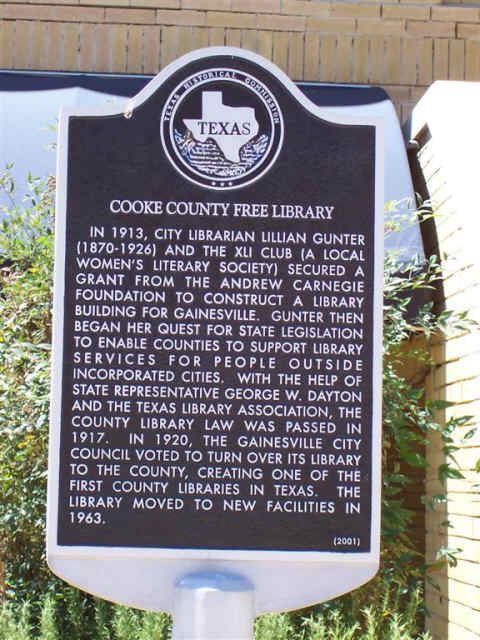 TEXAS HISTORICAL COMMISSION
TEXAS
COOKE COUNTY FREE LIBRARY
IN 1913, CITY LIBRARIAN LILLIAN GUNTER
(1870-1926) AND THE XLI CLUB (A LOCAL
WOMEN'S LITERARY SOCIETY) SECURED A
GRANT FROM THE ANDREW CARNEGIE
FOUNDATION TO CONSTRUCT A LIBRARY
BUILDING FOR GAINESVILLE. GUNTER THEN
BEGAN HER QUEST FOR STATE LEGISLATION
TO ENABLE COUNTIES TO SUPPORT LIBRARY
SERVICES FOR PEOPLE OUTSIDE
INCORPORATED CITIES. WITH THE HELP OF
STATE REPRESENTATIVE GEORGE W. DAYTON
AND THE TEXAS LIBRARY ASSOCIATION, THE
COUNTY LIBRARY LAW WAS PASSED IN
1917. IN 1920, THE GAINESVILLE CITY
COUNCIL VOTED TO TURN OVER ITS LIBRARY
TO THE COUNTY, CREATING ONE OF THE
FIRST COUNTY LIBRARIES IN TEXAS. THE
LIBRARY MOVED TO NEW FACILITIES IN
1963.
(2001)